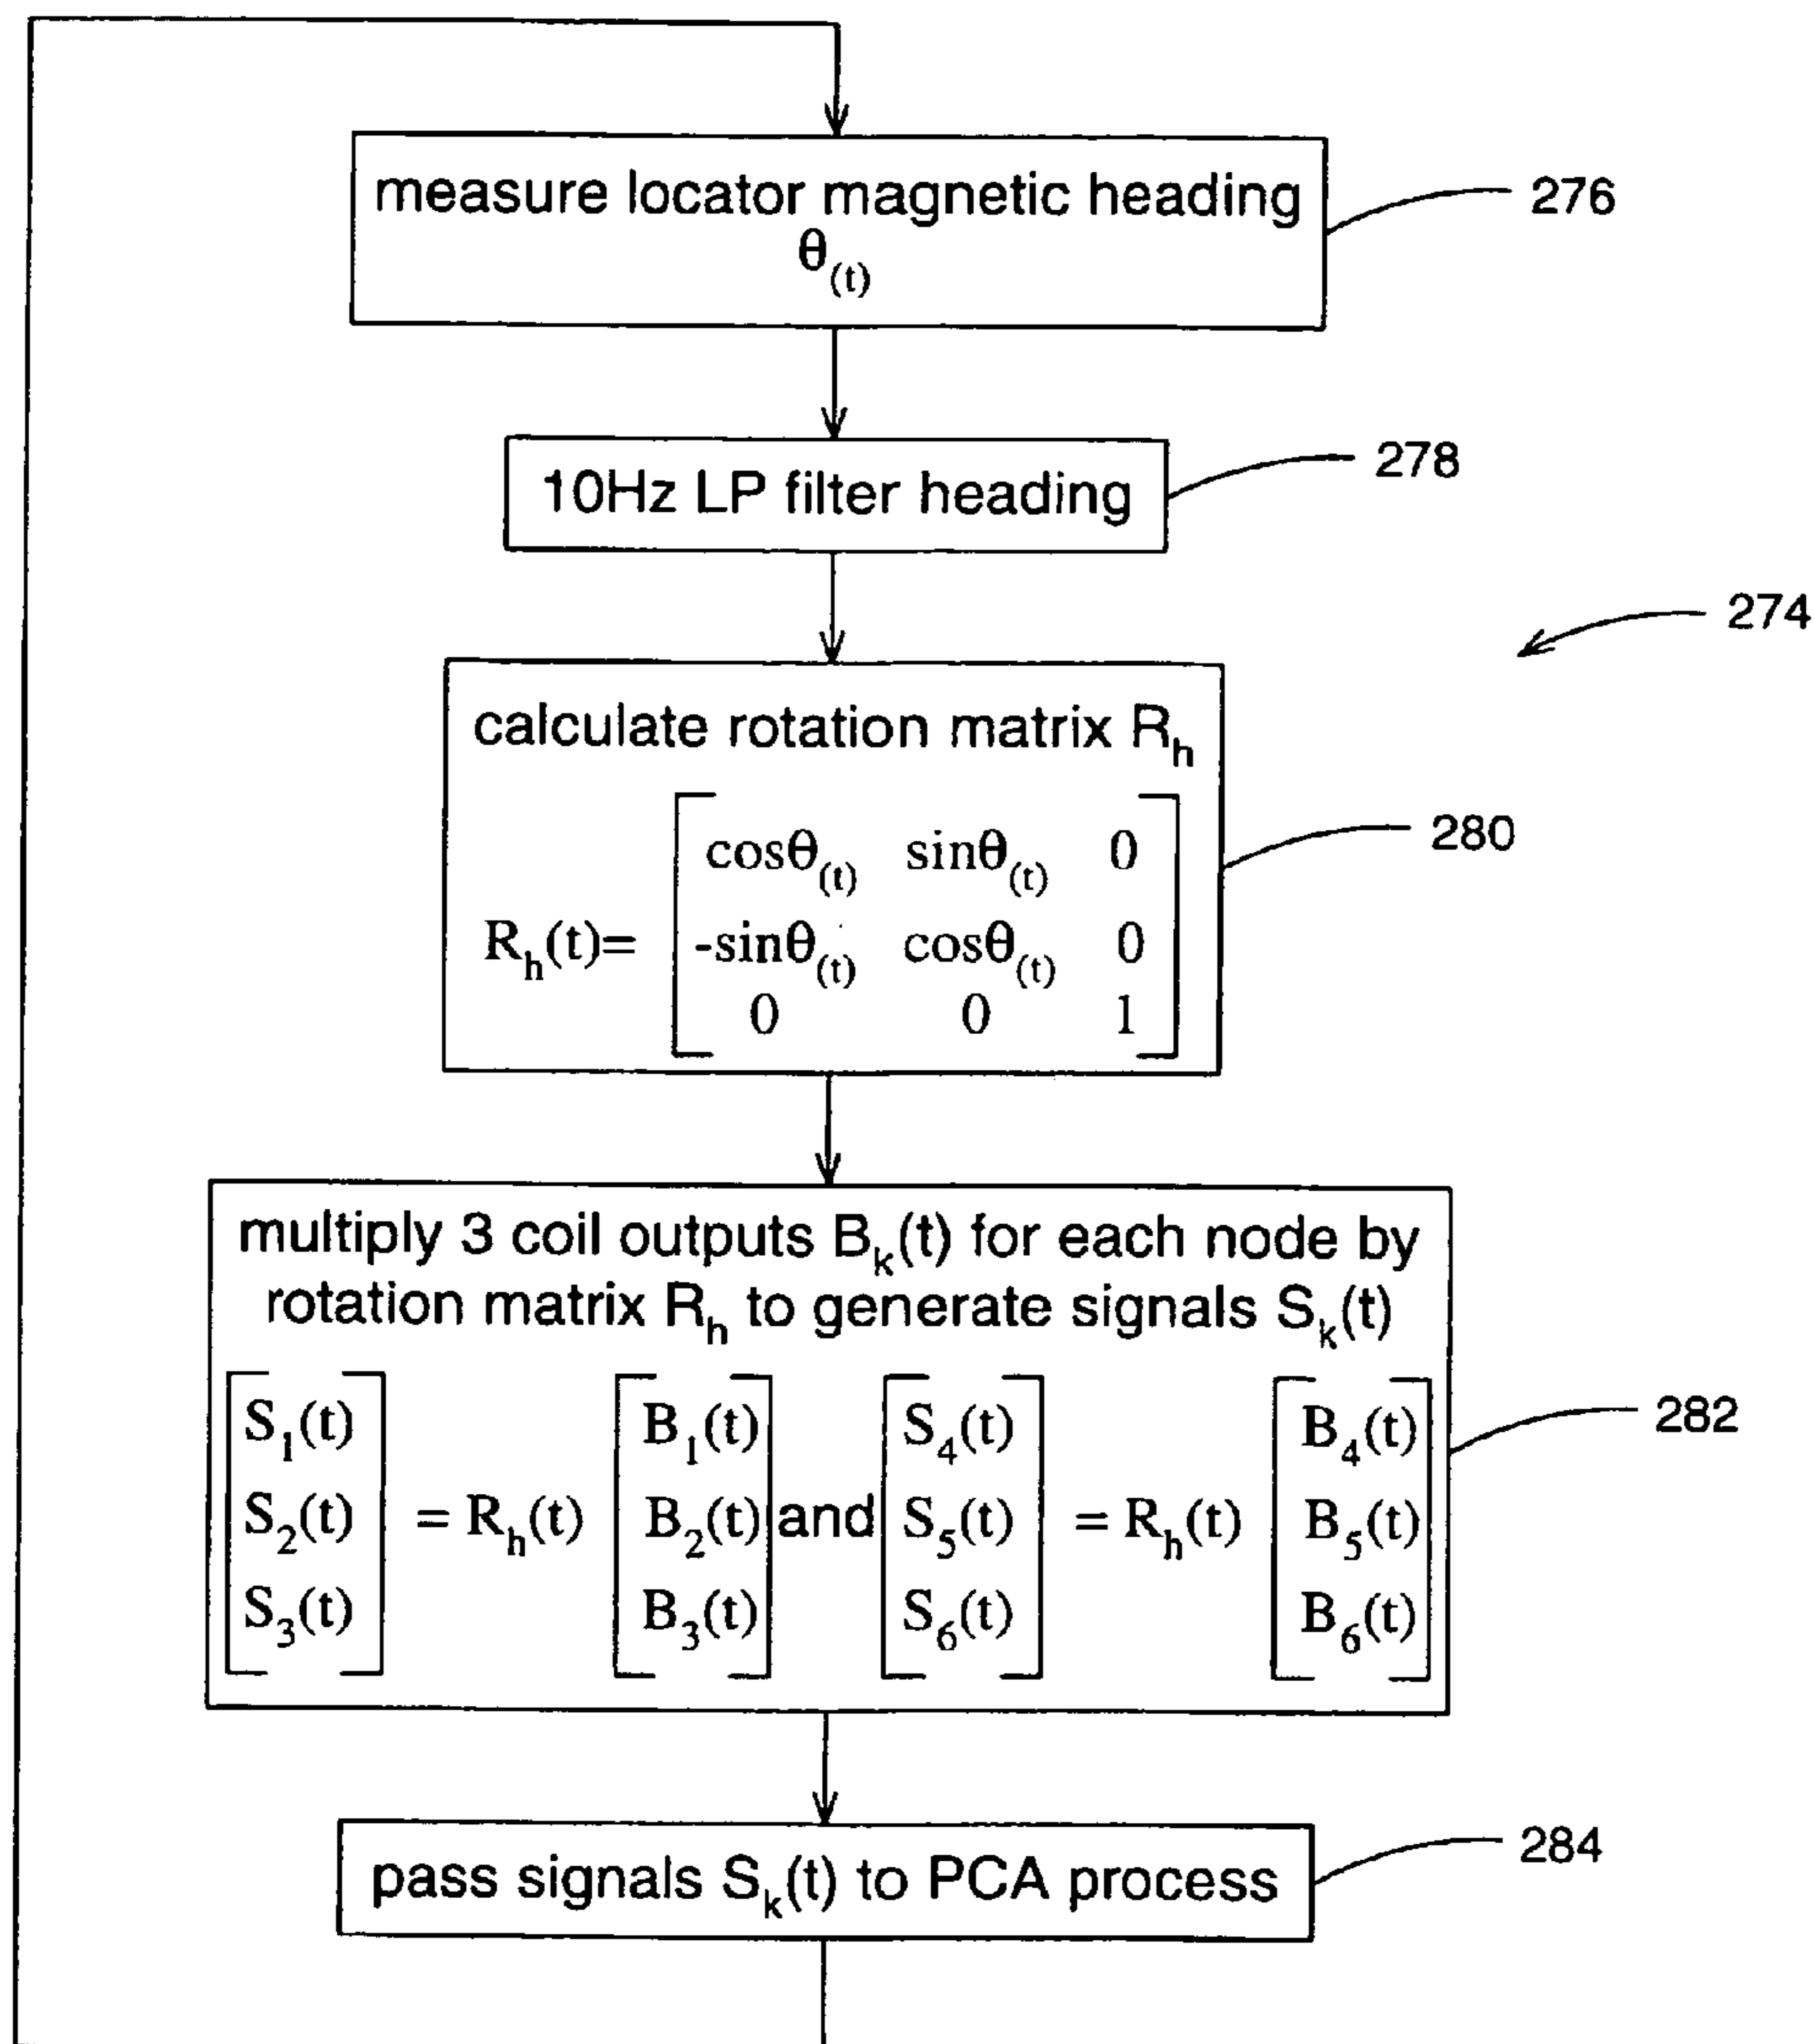 measure locator magnetic heading
θ(t)
276
10Hz LP filter heading
278
274
calculate rotation matrix Rh
Rh(t)=
cosθ(t) sinθ(t) 0
-sinθ(t) cosθ(t) 0
0 0 1
280
multiply 3 coil outputs Bk(t) for each node by
rotation matrix Rh to generate signals Sk(t)
S1(t) B1(t) S4(t) B4(t)
S2(t) = Rh(t) B2(t) and S5(t) = Rh(t) B5(t)
S3(t) B3(t) S6(t) B6(t)
282
pass signals Sk(t) to PCA process
284